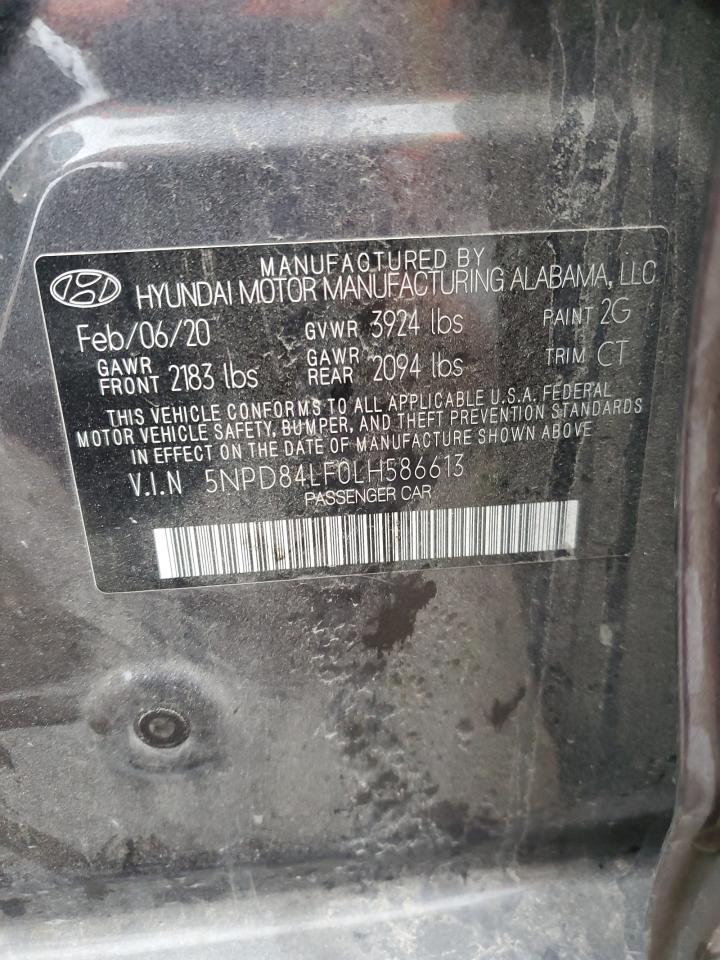 MANUFACTURED BY
HYUNDAI MOTOR MANUFACTURING ALABAMA, LLC
Feb/06/20 GVWR 3924 lbs PAINT 2G
GAWR FRONT 2183 lbs GAWR REAR 2094 lbs TRIM CT
THIS VEHICLE CONFORMS TO ALL APPLICABLE U.S.A. FEDERAL
MOTOR VEHICLE SAFETY, BUMPER, AND THEFT PREVENTION STANDARDS
IN EFFECT ON THE DATE OF MANUFACTURE SHOWN ABOVE
V.I.N 5NPD84LF0LH586613
PASSENGER CAR